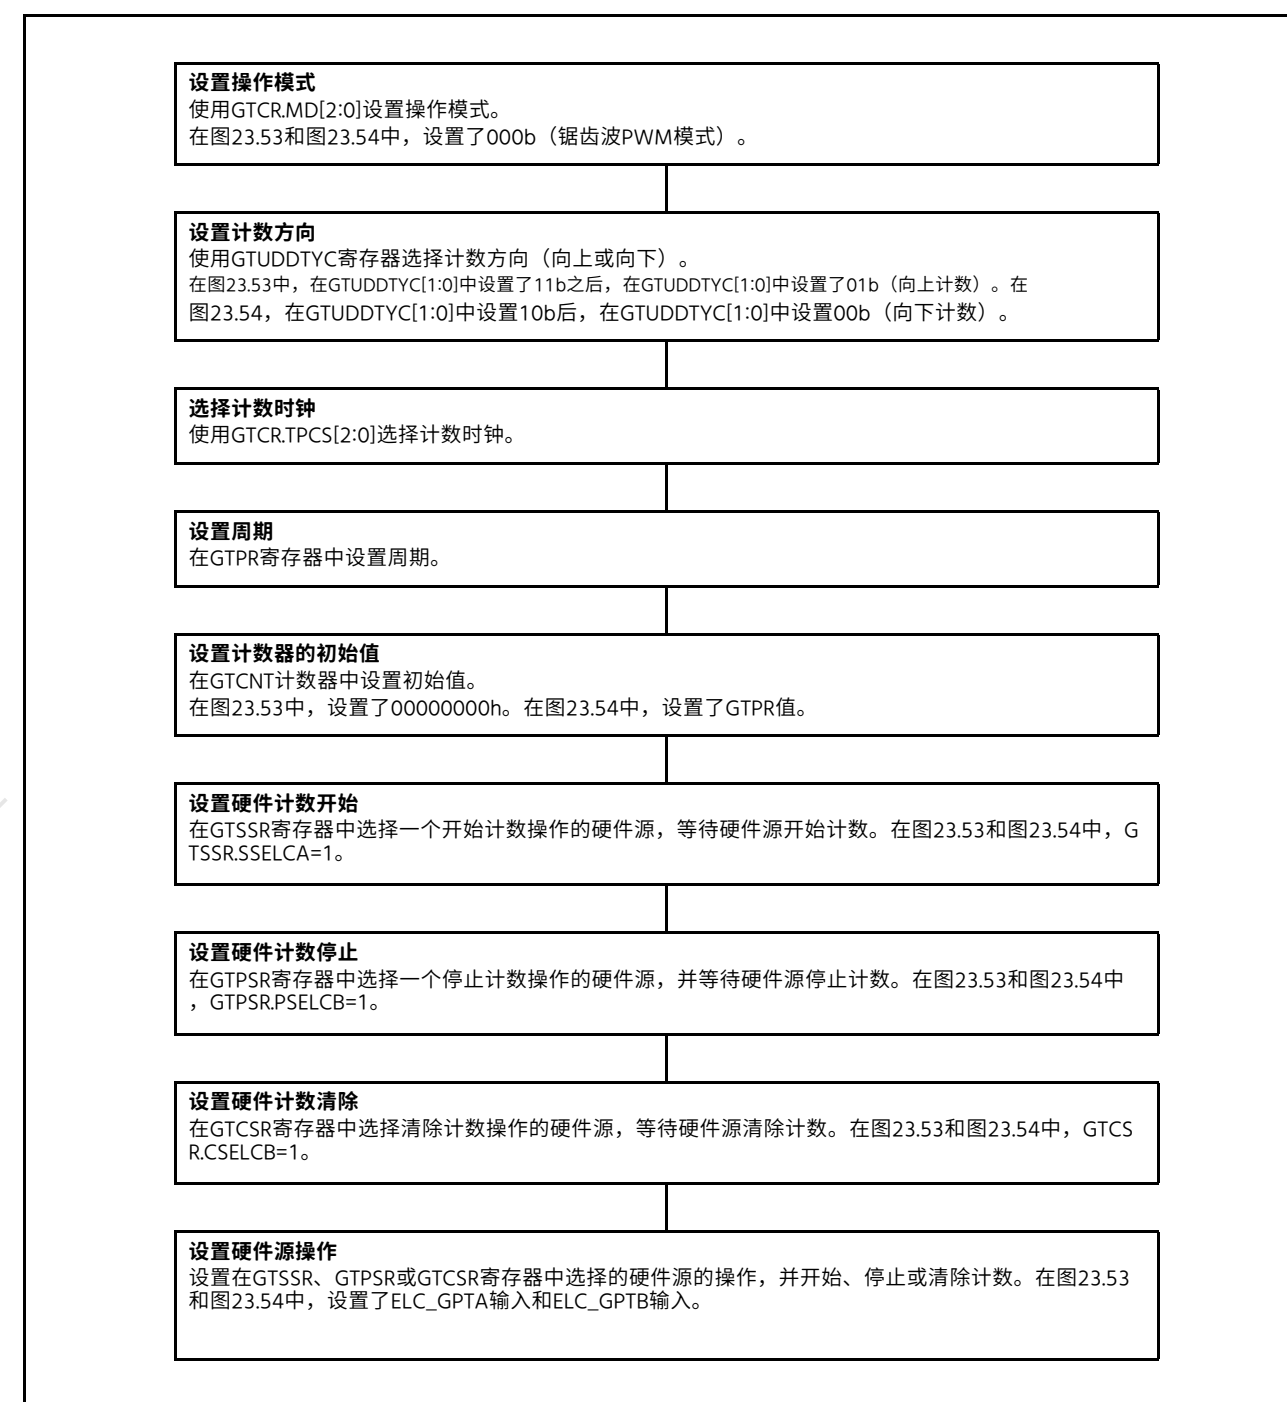 设置操作模式
使用GTCR.MD[2:0]设置操作模式。
在图23.53和图23.54中，设置了000b（锯齿波PWM模式）。
设置计数方向
使用GTUDDTYC寄存器选择计数方向（向上或向下）。
在图23.53中，在GTUDDTYC[1:0]中设置了11b之后，在GTUDDTYC[1:0]中设置了01b（向上计数）。在
图23.54，在GTUDDTYC[1:0]中设置10b后，在GTUDDTYC[1:0]中设置00b（向下计数）。
选择计数时钟
使用GTCR.TPCS[2:0]选择计数时钟。
设置周期
在GTPR寄存器中设置周期。
设置计数器的初始值
在GTCNT计数器中设置初始值。
在图23.53中，设置了00000000h。在图23.54中，设置了GTPR值。
设置硬件计数开始
在GTSSR寄存器中选择一个开始计数操作的硬件源，等待硬件源开始计数。在图23.53和图23.54中，G
TSSR.SSELCA=1。
设置硬件计数停止
在GTPSR寄存器中选择一个停止计数操作的硬件源，并等待硬件源停止计数。在图23.53和图23.54中
，GTPSR.PSELCB=1。
设置硬件计数清除
在GTCSR寄存器中选择清除计数操作的硬件源，等待硬件源清除计数。在图23.53和图23.54中，GTCS
R.CSELCB=1。
设置硬件源操作
设置在GTSSR、GTPSR或GTCSR寄存器中选择的硬件源的操作，并开始、停止或清除计数。在图23.53
和图23.54中，设置了ELC_GPTA输入和ELC_GPTB输入。